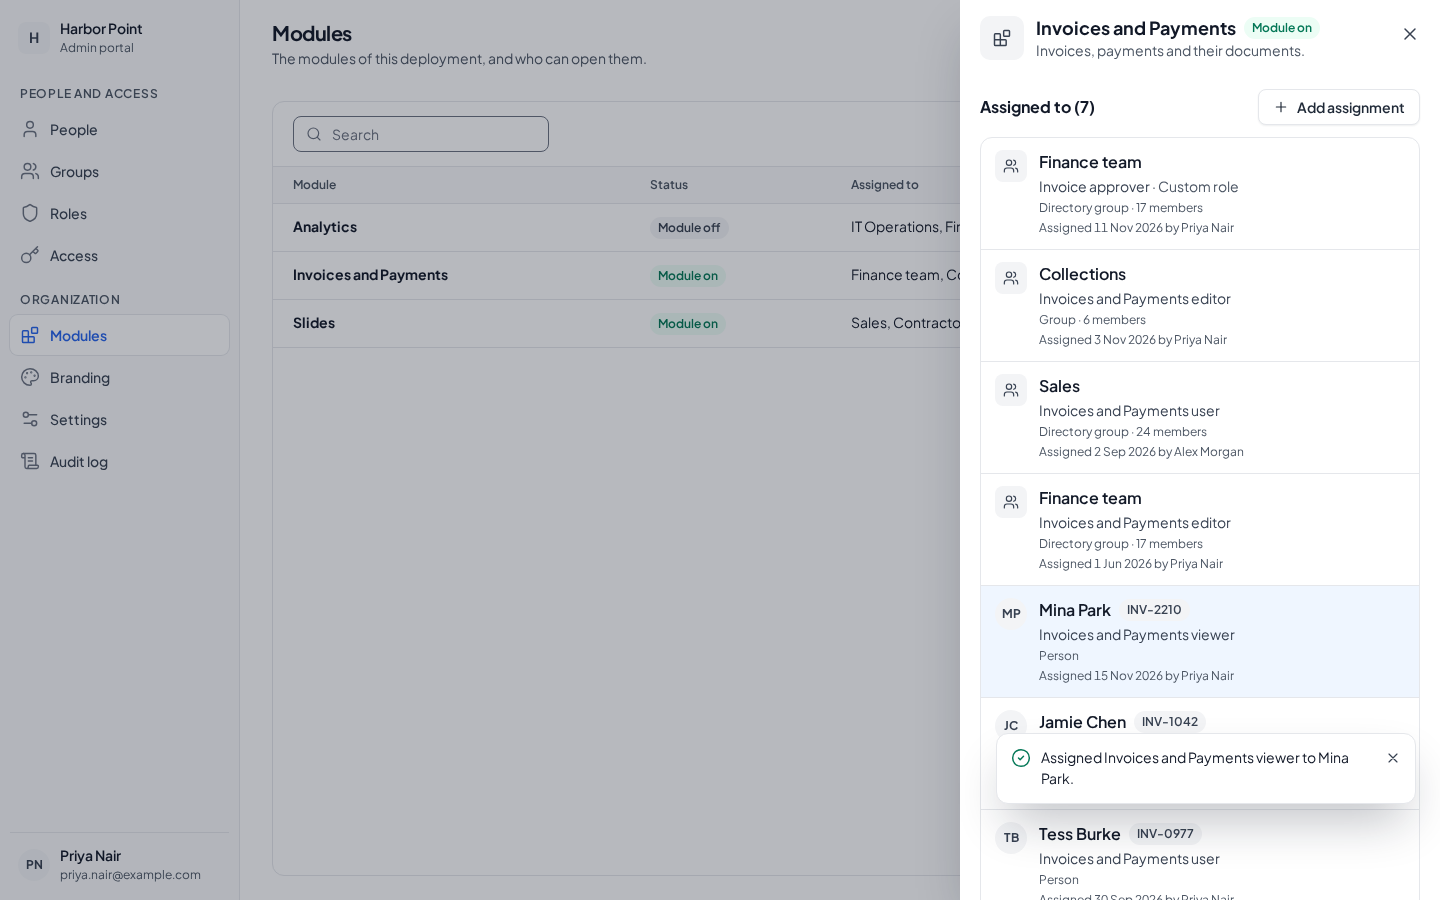 H
Harbor Point
Admin portal
PEOPLE AND ACCESS
People
Groups
Roles
Access
ORGANIZATION
Modules
Branding
Settings
Audit log
PN
Priya Nair
priya.nair@example.com
Modules
The modules of this deployment, and who can open them.
Search
Module Status Assigned to
Analytics Module off IT Operations, Fin
Invoices and Payments Module on Finance team, Co
Slides Module on Sales, Contracto
Invoices and Payments Module on
Invoices, payments and their documents.
Assigned to (7)
Add assignment
Finance team
Invoice approver · Custom role
Directory group · 17 members
Assigned 11 Nov 2026 by Priya Nair
Collections
Invoices and Payments editor
Group · 6 members
Assigned 3 Nov 2026 by Priya Nair
Sales
Invoices and Payments user
Directory group · 24 members
Assigned 2 Sep 2026 by Alex Morgan
Finance team
Invoices and Payments editor
Directory group · 17 members
Assigned 1 Jun 2026 by Priya Nair
MP
Mina Park INV-2210
Invoices and Payments viewer
Person
Assigned 15 Nov 2026 by Priya Nair
JC
Jamie Chen INV-1042
Assigned Invoices and Payments viewer to Mina
Park.
TB
Tess Burke INV-0977
Invoices and Payments user
Person
Assigned 30 Sep 2026 by Priya Nair